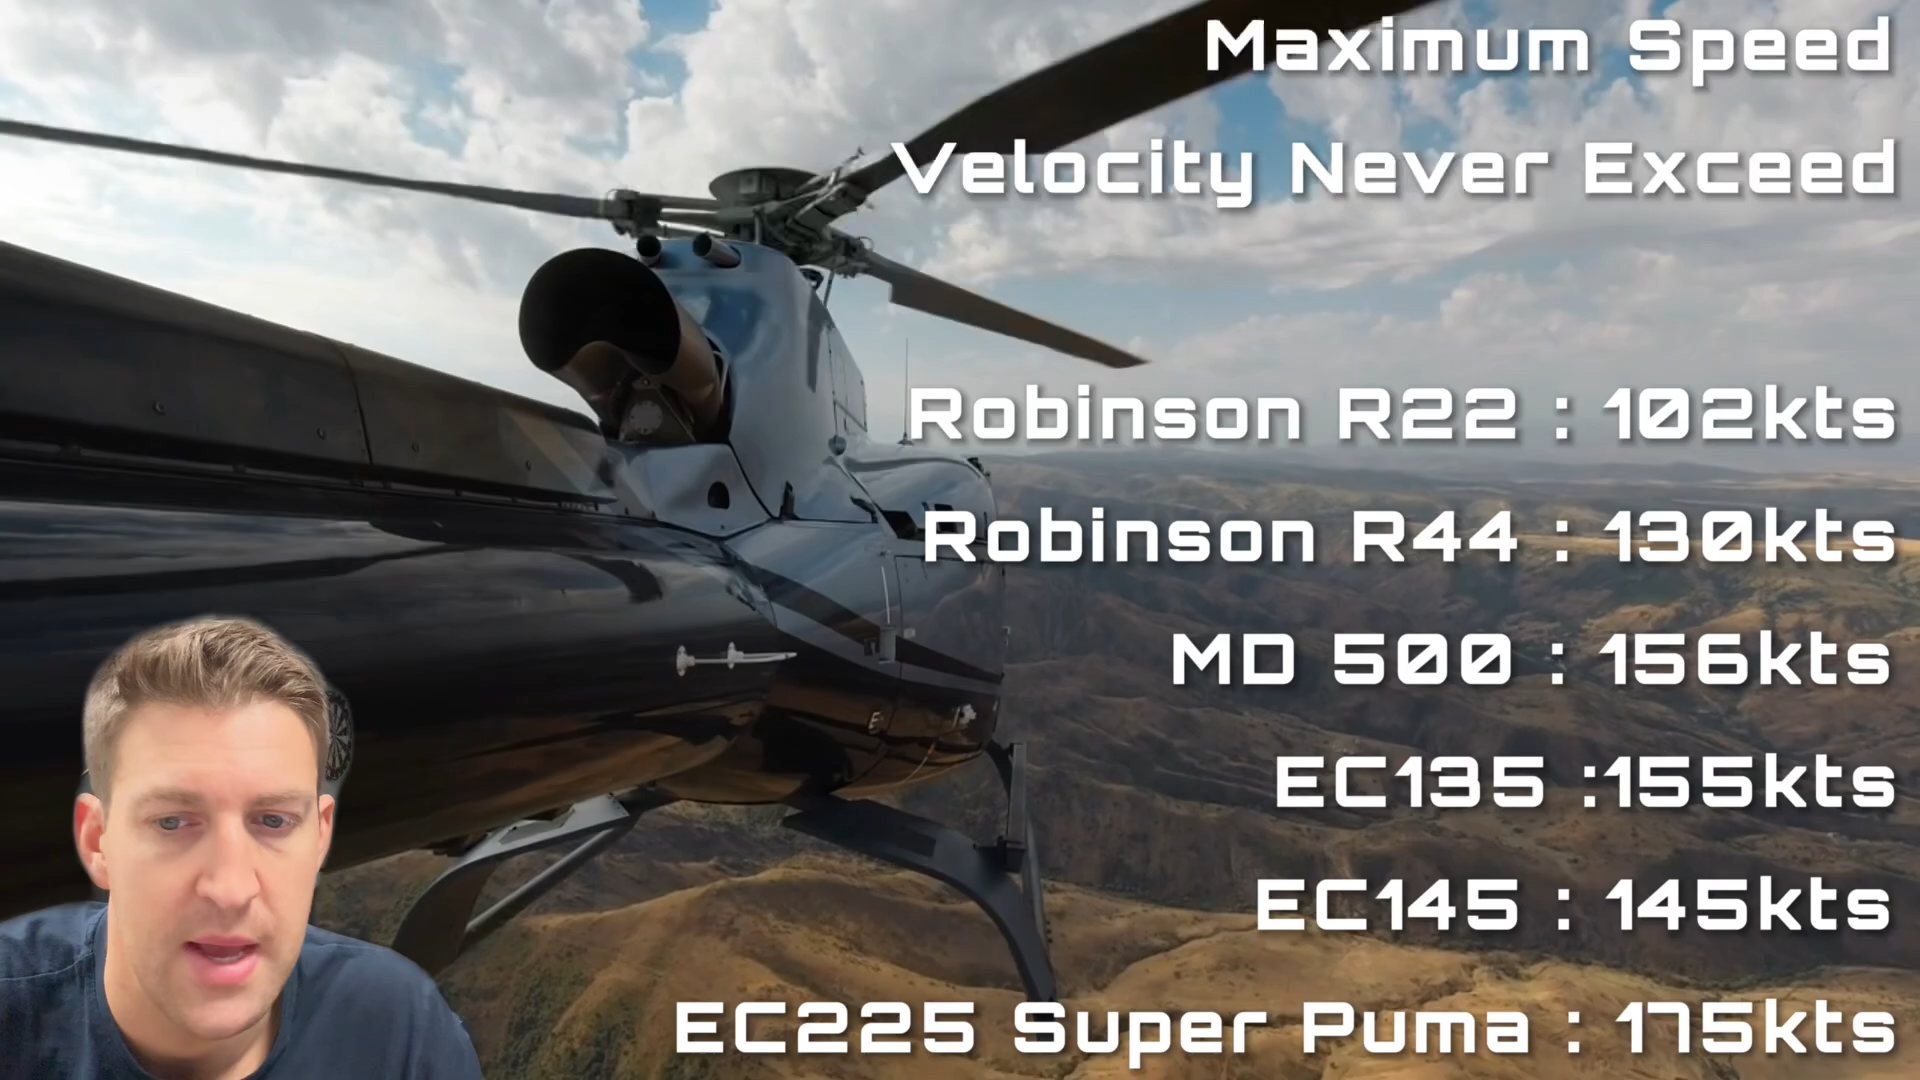 Maximum Speed
Velocity Never Exceed
Robinson R22 : 102kts
Robinson R44 : 130kts
MD 500 : 156kts
EC135 :155kts
EC145 : 145kts
EC225 Super Puma : 175kts